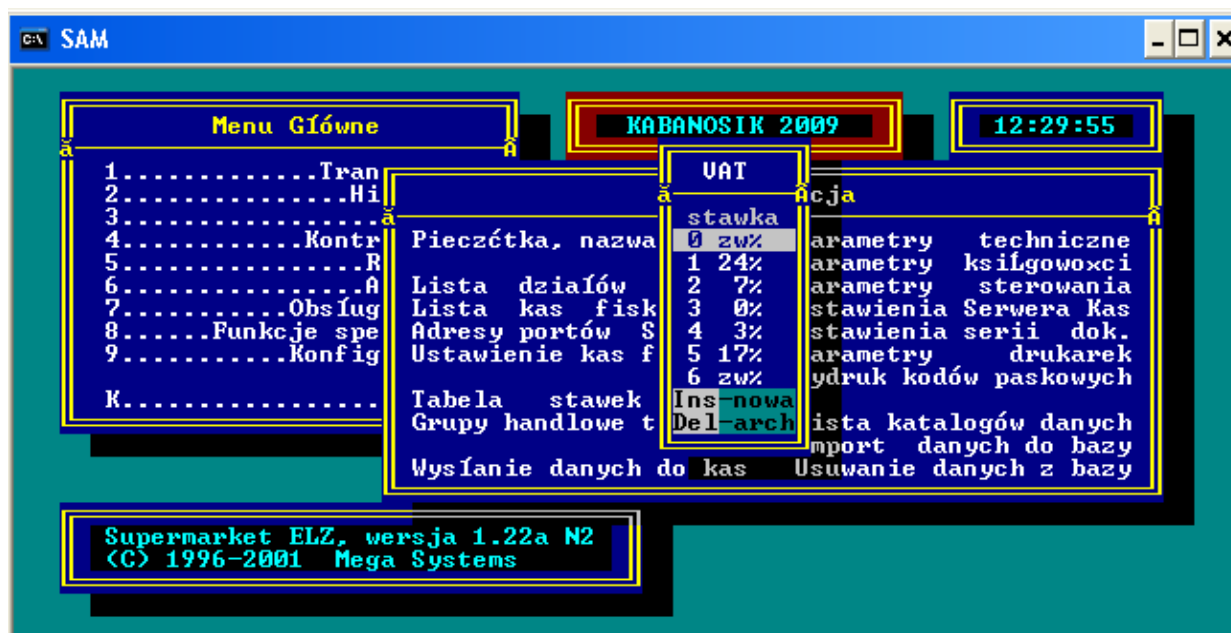 SAM
Menu Główne
KABANOSIK 2009
12:29:55
1.............Tran
2...............Hi
3.................
4............Kontr
5................R
6................A
7...........Obsług
8.......Funkcje spe
9...........Konfig
K.................
acja
Pieczćtka, nazwa
Lista działów
Lista kas fisk
Adresy portów S
Ustawienie kas f
Tabela stawek
Grupy handlowe t
Wysłanie danych do kas
arametry techniczne
arametry ksiĹgowo×ci
arametry sterowania
stawienia Serwera Kas
stawienia serii dok.
arametry drukarek
ydruk kodów paskowych
ista katalogów danych
mport danych do bazy
Usuwanie danych z bazy
VAT
stawka
0 zw%
1 24%
2 7%
3 0%
4 3%
5 17%
6 zw%
Ins-nowa
Del-arch
Supermarket ELZ, wersja 1.22a N2
(C) 1996-2001 Mega Systems